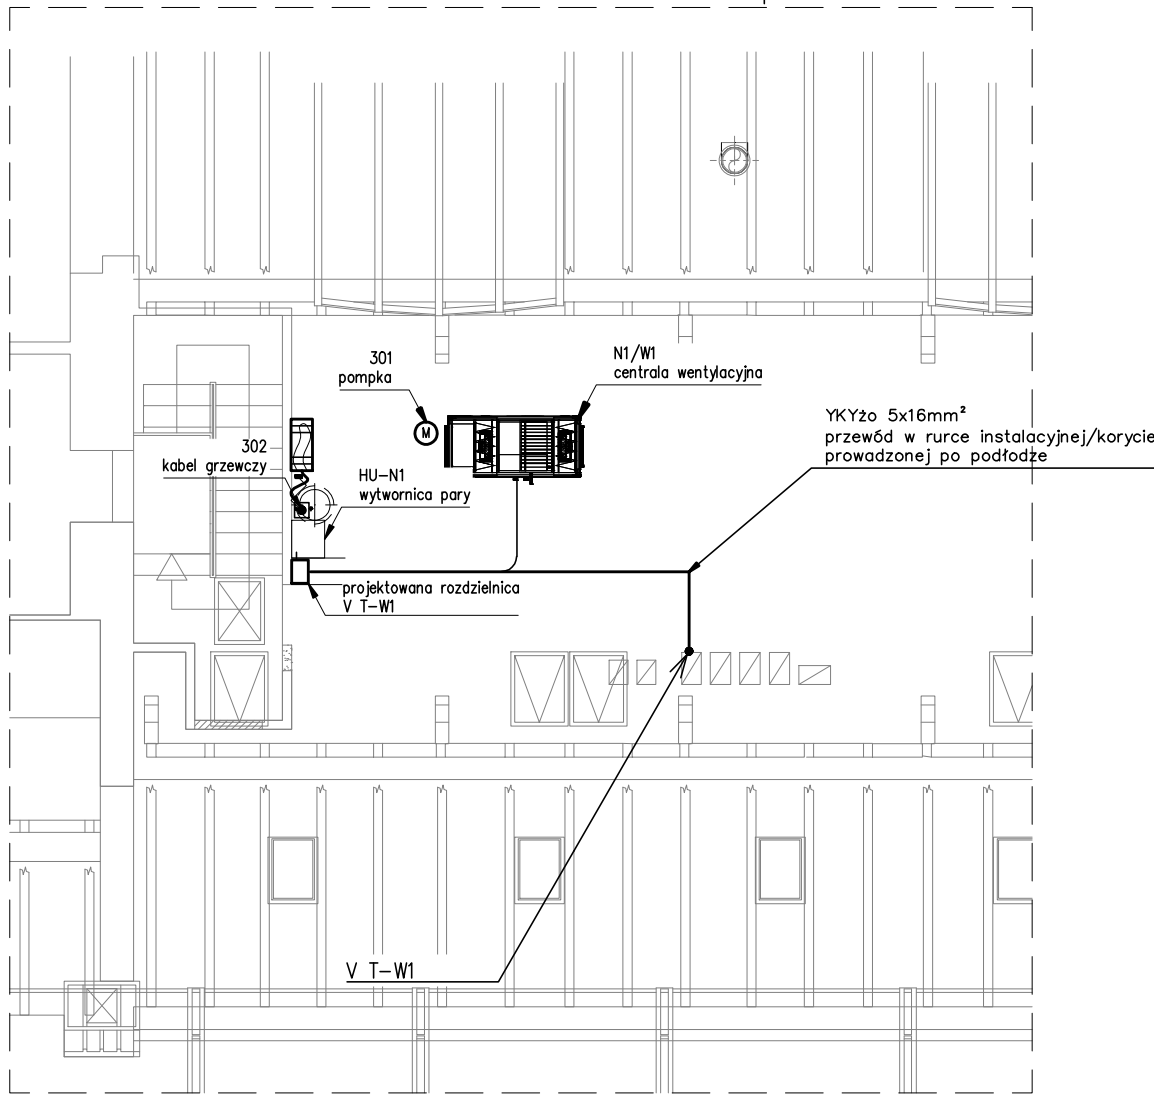 301
pompka
N1/W1
centrala wentylacyjna
M
YKYżo 5x16mm²
przewód w rurce instalacyjnej/korycie
prowadzonej po podłodze
302
kabel grzewczy
HU-N1
wytwornica pary
projektowana rozdzielnica
V T-W1
V T-W1